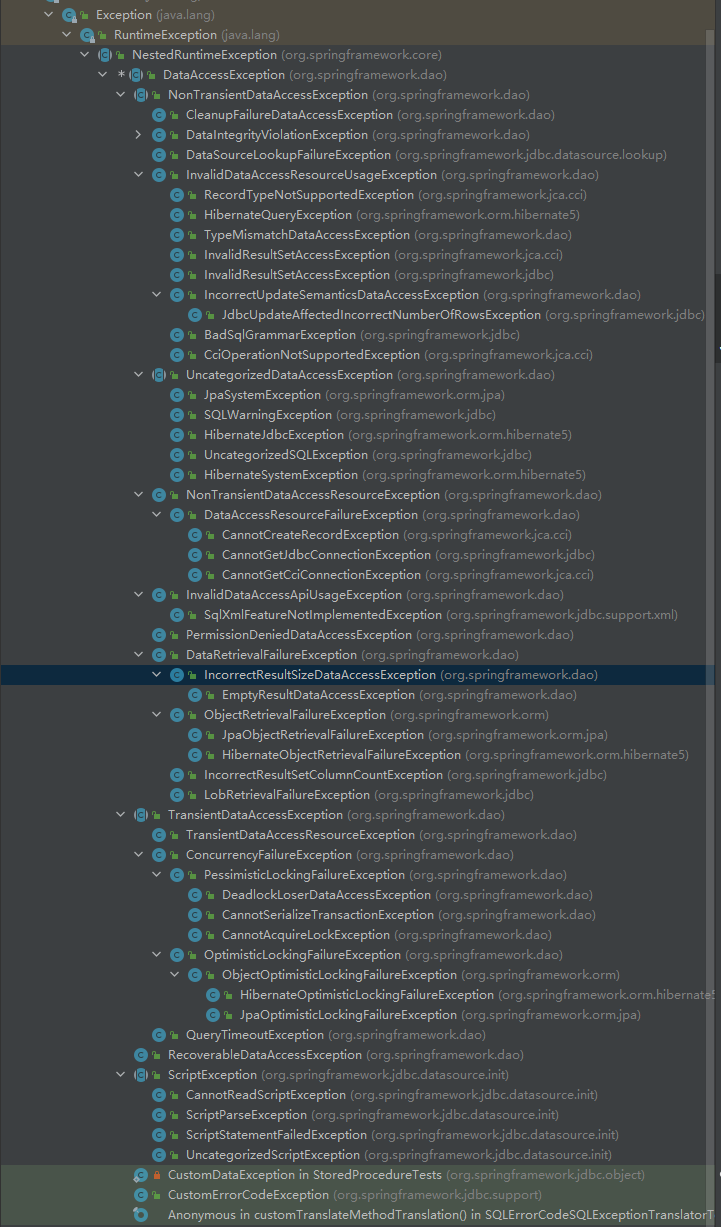 Exception (java.lang)
RuntimeException (java.lang)
NestedRuntimeException (org.springframework.core)
* DataAccessException (org.springframework.dao)
NonTransientDataAccessException (org.springframework.dao)
CleanupFailureDataAccessException (org.springframework.dao)
DataIntegrityViolationException (org.springframework.dao)
DataSourceLookupFailureException (org.springframework.jdbc.datasource.lookup)
InvalidDataAccessResourceUsageException (org.springframework.dao)
RecordTypeNotSupportedException (org.springframework.jca.cci)
HibernateQueryException (org.springframework.orm.hibernate5)
TypeMismatchDataAccessException (org.springframework.dao)
InvalidResultSetAccessException (org.springframework.jca.cci)
InvalidResultSetAccessException (org.springframework.jdbc)
IncorrectUpdateSemanticsDataAccessException (org.springframework.dao)
JdbcUpdateAffectedIncorrectNumberOfRowsException (org.springframework.jdbc)
BadSqlGrammarException (org.springframework.jdbc)
CciOperationNotSupportedException (org.springframework.jca.cci)
UncategorizedDataAccessException (org.springframework.dao)
JpaSystemException (org.springframework.orm.jpa)
SQLWarningException (org.springframework.jdbc)
HibernateJdbcException (org.springframework.orm.hibernate5)
UncategorizedSQLException (org.springframework.jdbc)
HibernateSystemException (org.springframework.orm.hibernate5)
NonTransientDataAccessResourceException (org.springframework.dao)
DataAccessResourceFailureException (org.springframework.dao)
CannotCreateRecordException (org.springframework.jca.cci)
CannotGetJdbcConnectionException (org.springframework.jdbc)
CannotGetCciConnectionException (org.springframework.jca.cci)
InvalidDataAccessApiUsageException (org.springframework.dao)
SqlXmlFeatureNotImplementedException (org.springframework.jdbc.support.xml)
PermissionDeniedDataAccessException (org.springframework.dao)
DataRetrievalFailureException (org.springframework.dao)
IncorrectResultSizeDataAccessException (org.springframework.dao)
EmptyResultDataAccessException (org.springframework.dao)
ObjectRetrievalFailureException (org.springframework.orm)
JpaObjectRetrievalFailureException (org.springframework.orm.jpa)
HibernateObjectRetrievalFailureException (org.springframework.orm.hibernate5)
IncorrectResultSetColumnCountException (org.springframework.jdbc)
LobRetrievalFailureException (org.springframework.jdbc)
TransientDataAccessException (org.springframework.dao)
TransientDataAccessResourceException (org.springframework.dao)
ConcurrencyFailureException (org.springframework.dao)
PessimisticLockingFailureException (org.springframework.dao)
DeadlockLoserDataAccessException (org.springframework.dao)
CannotSerializeTransactionException (org.springframework.dao)
CannotAcquireLockException (org.springframework.dao)
OptimisticLockingFailureException (org.springframework.dao)
ObjectOptimisticLockingFailureException (org.springframework.orm)
HibernateOptimisticLockingFailureException (org.springframework.orm.hibernate5
JpaOptimisticLockingFailureException (org.springframework.orm.jpa)
QueryTimeoutException (org.springframework.dao)
RecoverableDataAccessException (org.springframework.dao)
ScriptException (org.springframework.jdbc.datasource.init)
CannotReadScriptException (org.springframework.jdbc.datasource.init)
ScriptParseException (org.springframework.jdbc.datasource.init)
ScriptStatementFailedException (org.springframework.jdbc.datasource.init)
UncategorizedScriptException (org.springframework.jdbc.datasource.init)
CustomDataException in StoredProcedureTests (org.springframework.jdbc.object)
CustomErrorCodeException (org.springframework.jdbc.support)
Anonymous in customTranslateMethodTranslation() in SQLErrorCodeSQLExceptionTranslatorT